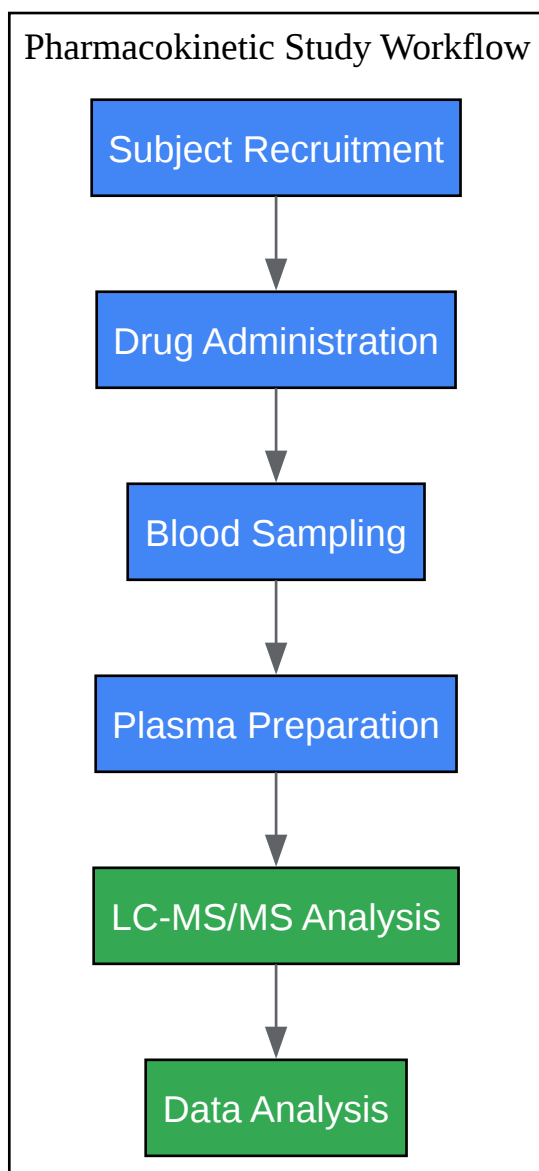 Pharmacokinetic Study Workflow
Subject Recruitment
Drug Administration
Blood Sampling
Plasma Preparation
LC-MS/MS Analysis
Data Analysis